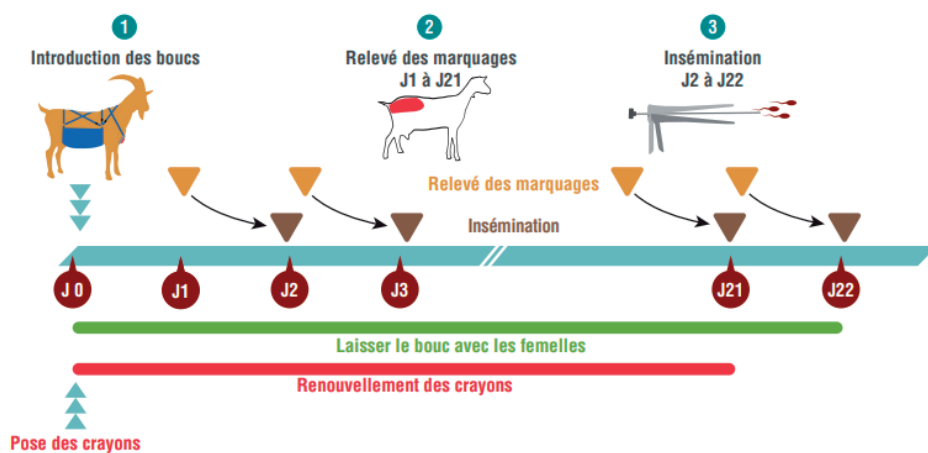 1
Introduction des boucs
2
Relevé des marquages
J1 à J21
3
Insémination
J2 à J22
Relevé des marquages
Insémination
J 0
J1
J2
J3
J21
J22
Laisser le bouc avec les femelles
Renouvellement des crayons
Pose des crayons